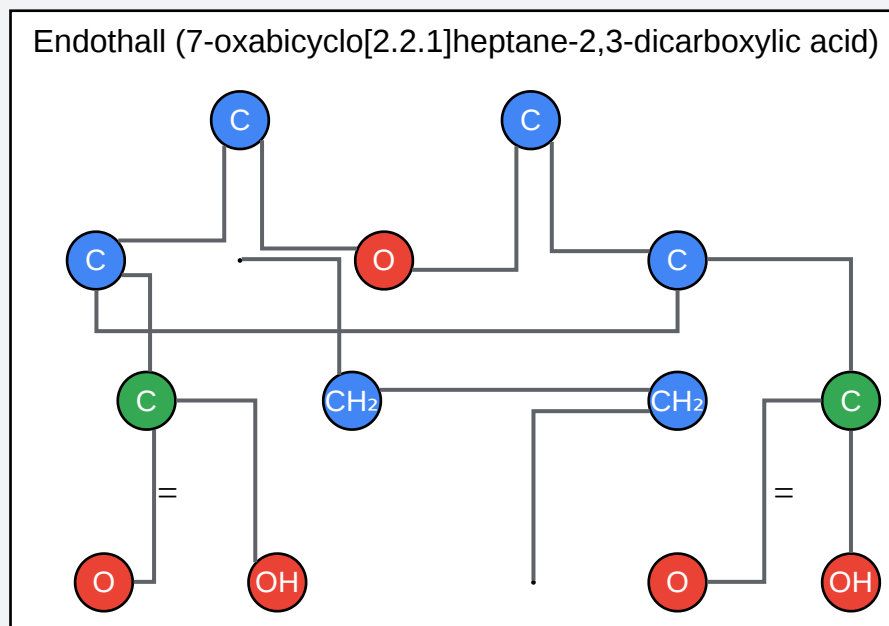 Endothall (7-oxabicyclo[2.2.1]heptane-2,3-dicarboxylic acid)
C C
C O C
C CH₂ CH₂ C
= =
O OH O OH